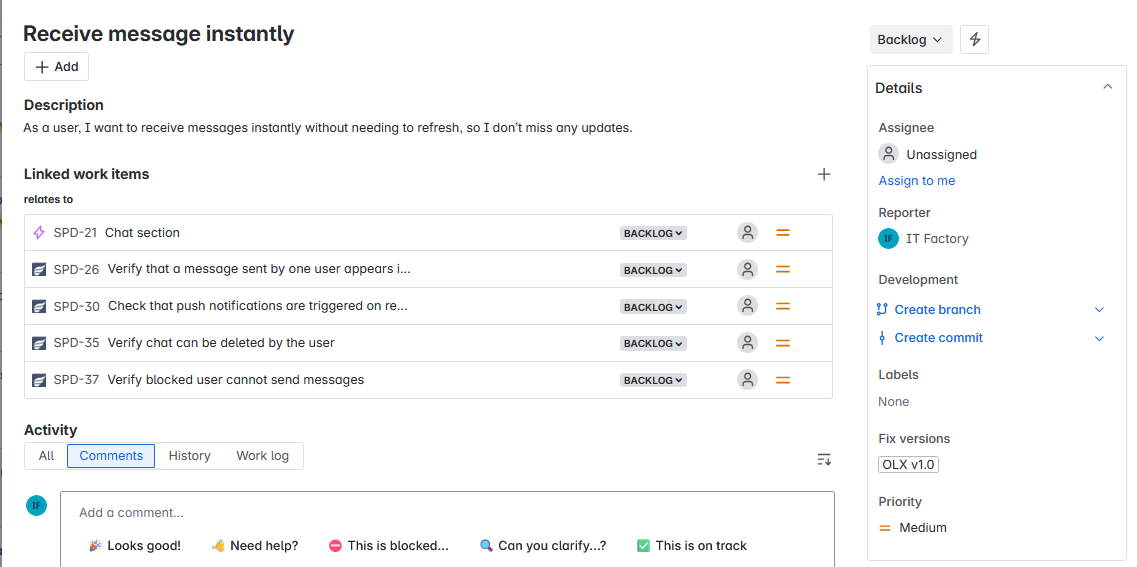 Receive message instantly
Add
Description
As a user, I want to receive messages instantly without needing to refresh, so I don't miss any updates.
Linked work items
relates to
SPD-21 Chat section BACKLOG
SPD-26 Verify that a message sent by one user appears i... BACKLOG
SPD-30 Check that push notifications are triggered on re... BACKLOG
SPD-35 Verify chat can be deleted by the user BACKLOG
SPD-37 Verify blocked user cannot send messages BACKLOG
Activity
All Comments History Work log
IF
Add a comment...
Looks good! Need help? This is blocked... Can you clarify...? This is on track
Backlog
Details
Assignee
Unassigned
Assign to me
Reporter
IF IT Factory
Development
Create branch
Create commit
Labels
None
Fix versions
OLX v1.0
Priority
Medium